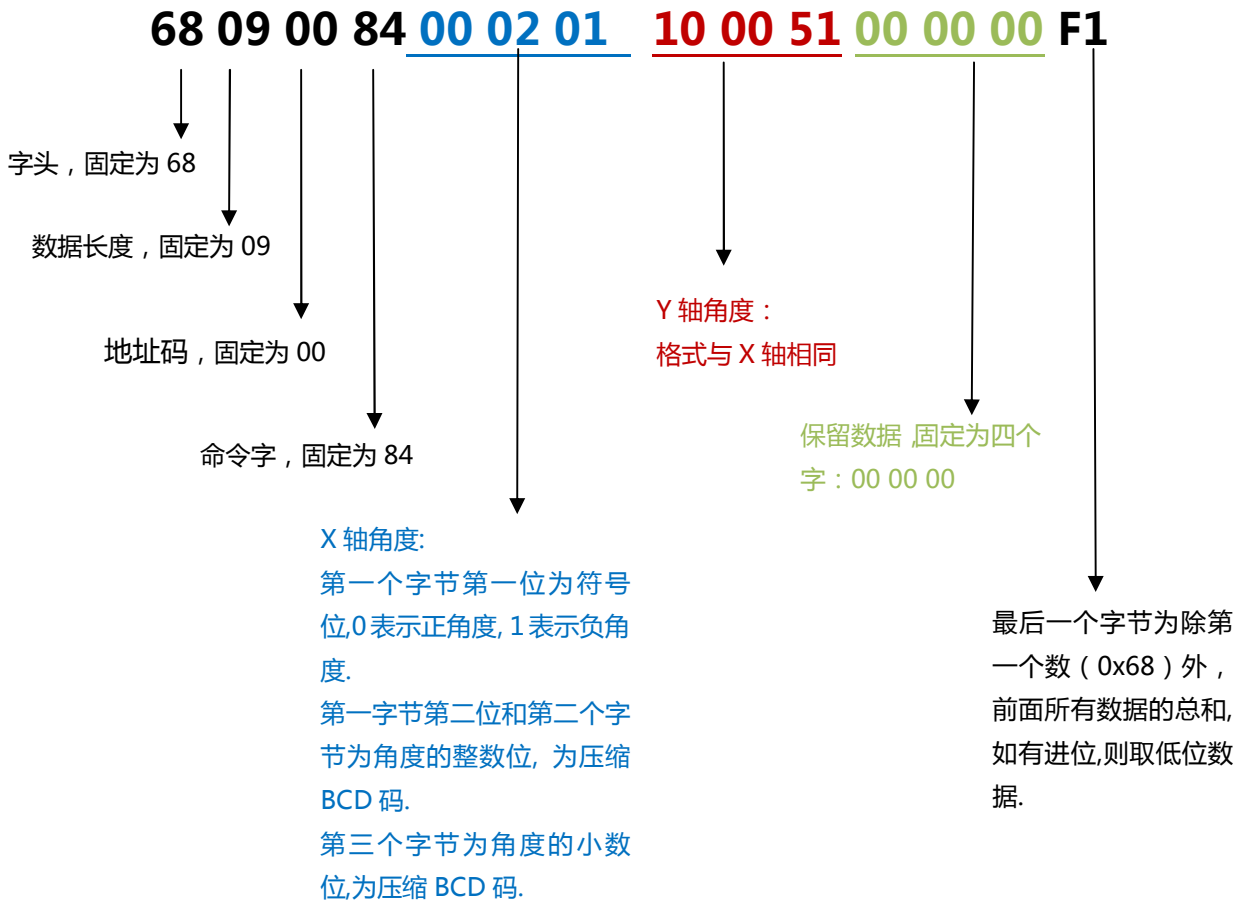 68 09 00 84 00 02 01 10 00 51 00 00 00 F1
字头，固定为 68
数据长度，固定为 09
地址码，固定为 00
命令字，固定为 84
X 轴角度:
第一个字节第一位为符号
位,0 表示正角度, 1 表示负角
度.
第一字节第二位和第二个字
节为角度的整数位, 为压缩
BCD 码.
第三个字节为角度的小数
位,为压缩 BCD 码.
Y 轴角度：
格式与 X 轴相同
保留数据 ,固定为四个
字：00 00 00
最后一个字节为除第
一个数（0x68）外，
前面所有数据的总和,
如有进位,则取低位数
据.